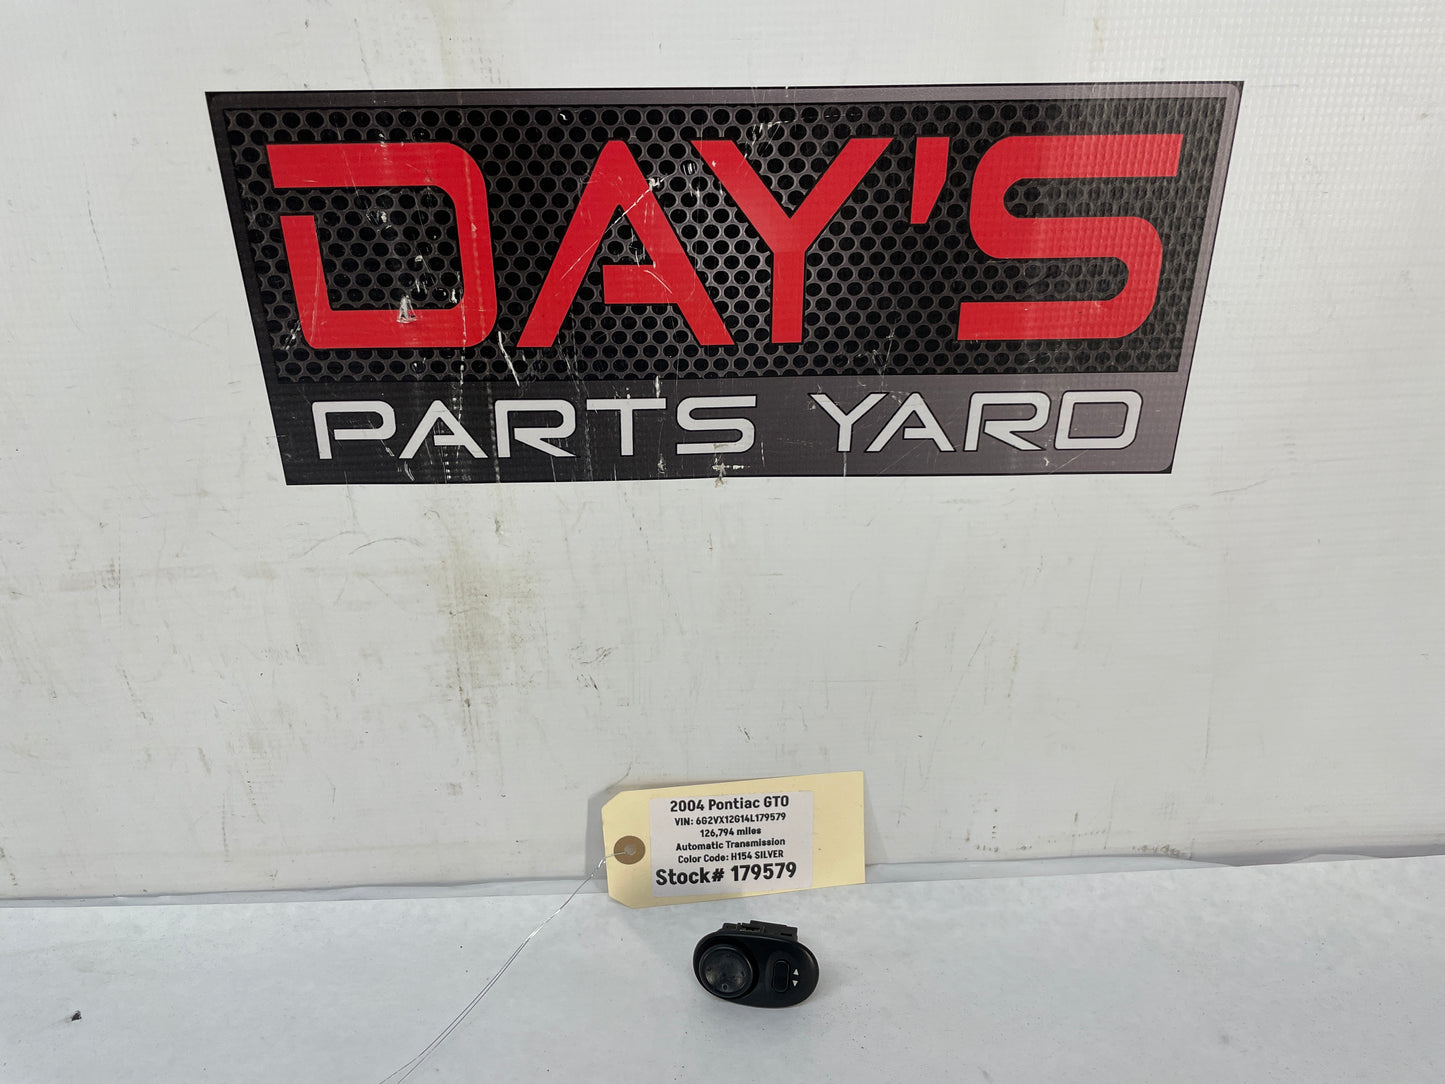 DAY'S
PARTS YARD
2004 Pontiac GTO
VIN: 6G2VX12G14L179579
126,794 miles
Automatic Transmission
Color Code: H154 SILVER
Stock# 179579